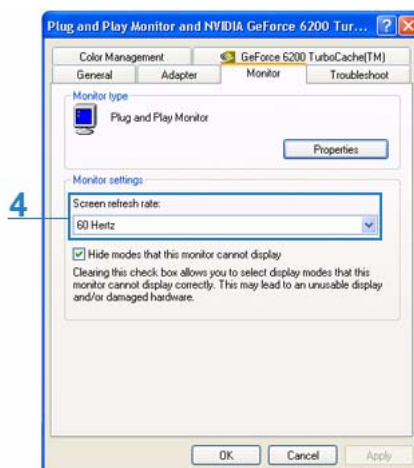 Plug and Play Monitor and NVIDIA GeForce 6200 Tur... ?
Color Management GeForce 6200 TurboCache(TM)
General Adapter Monitor Troubleshoot
Monitor type
Plug and Play Monitor
Properties
Monitor settings
4
Screen refresh rate:
60 Hertz
Hide modes that this monitor cannot display
Clearing this check box allows you to select display modes that this
monitor cannot display correctly. This may lead to an unusable display
and/or damaged hardware.
OK Cancel Apply